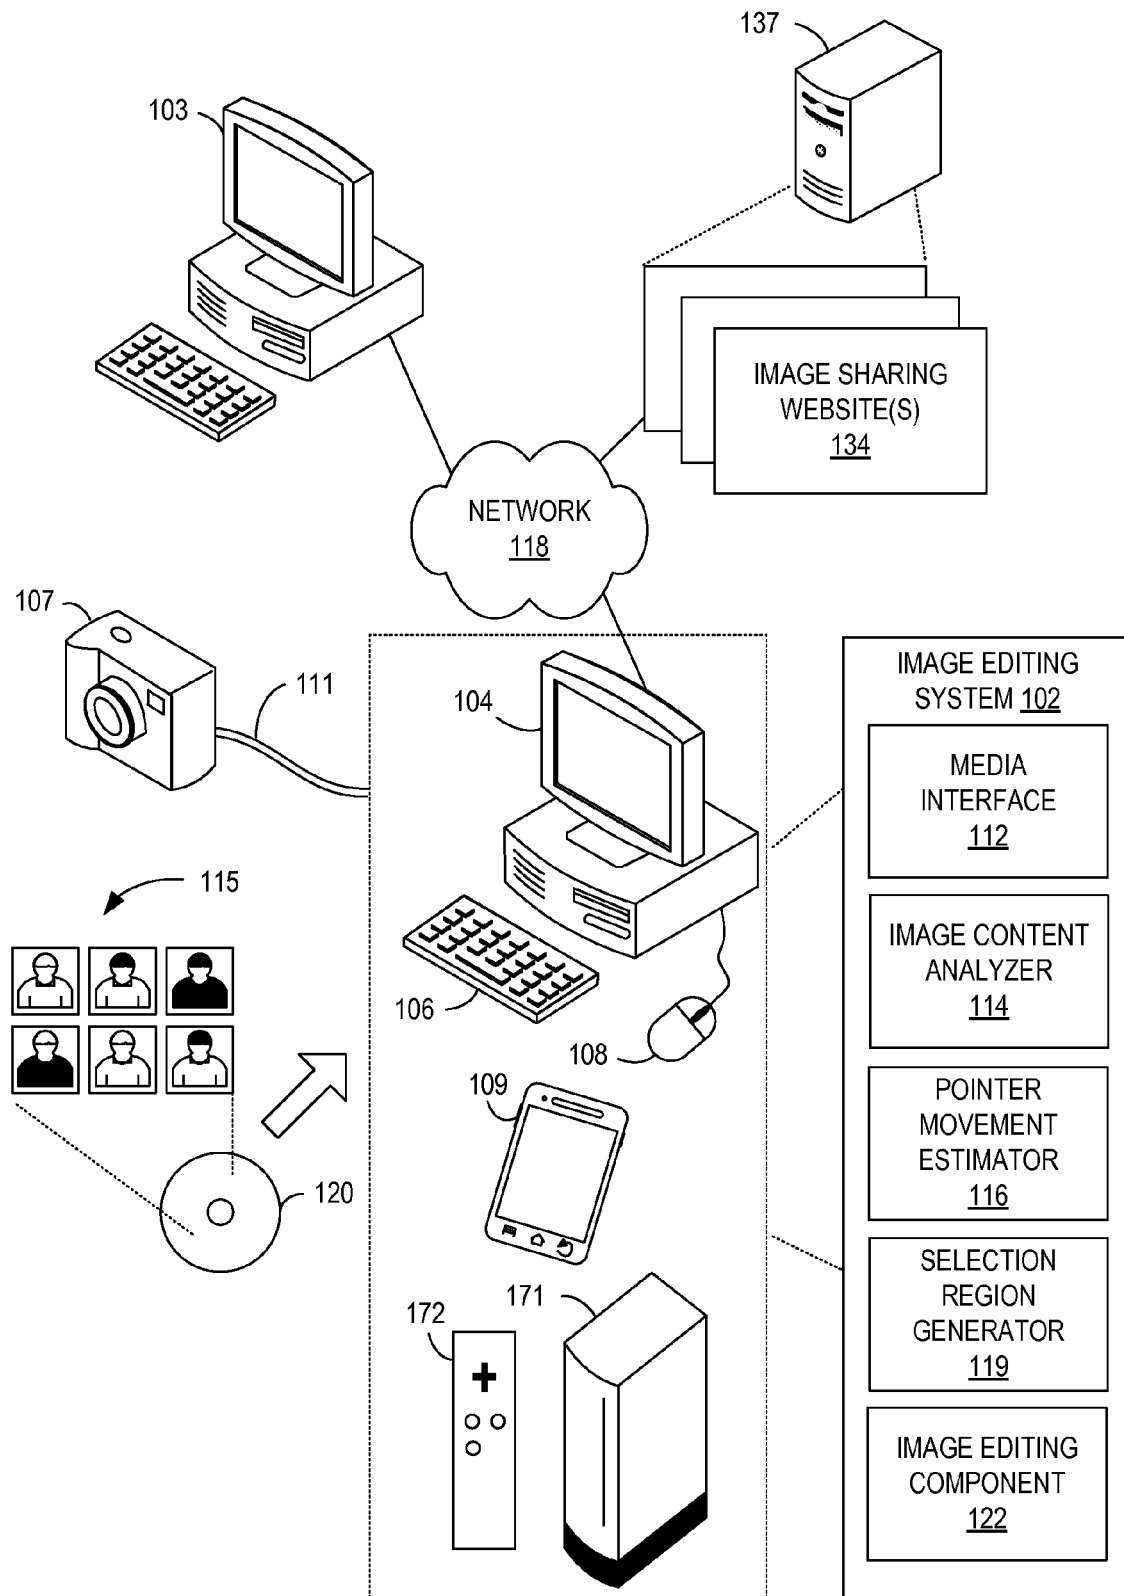 137
103
IMAGE SHARING
WEBSITE(S)
134
NETWORK
118
107
111
104
IMAGE EDITING
SYSTEM 102
MEDIA
INTERFACE
112
115
IMAGE CONTENT
ANALYZER
114
106
108
109
POINTER
MOVEMENT
ESTIMATOR
116
120
SELECTION
REGION
GENERATOR
119
171
172
IMAGE EDITING
COMPONENT
122